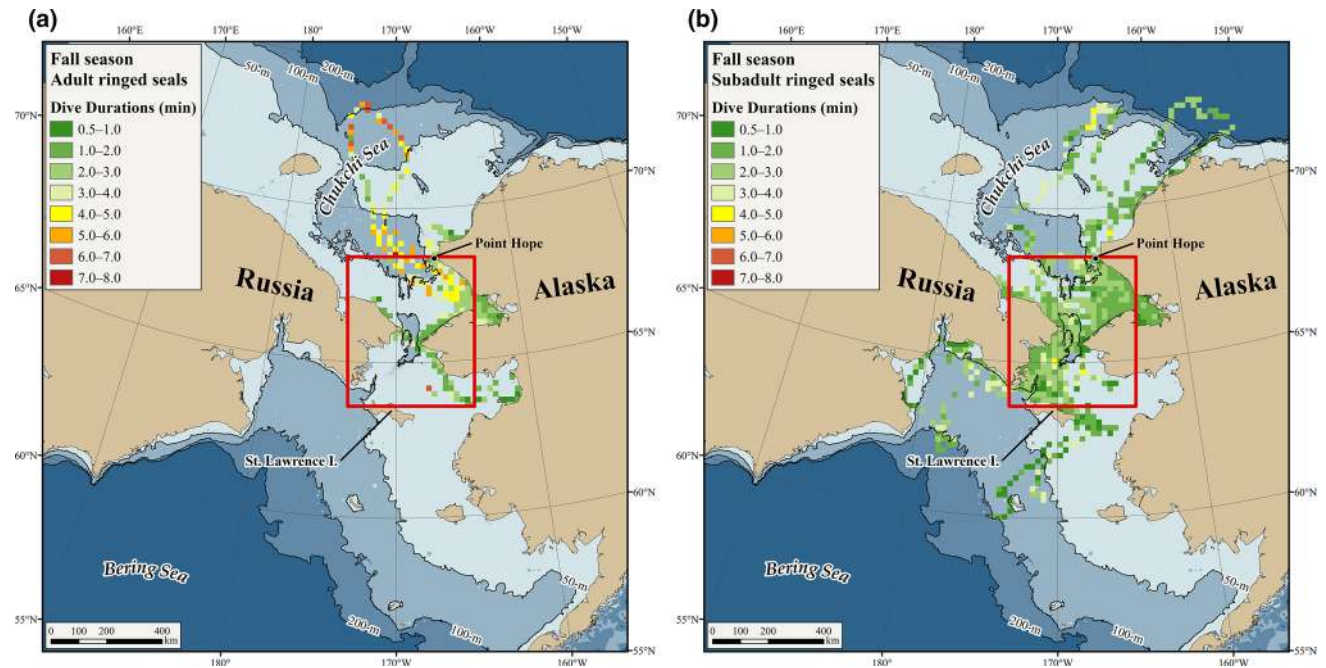 (a)
160°E
180°
170°W
160°W
150°W
Fall season
Adult ringed seals
Dive Durations (min)
0.5–1.0
1.0–2.0
2.0–3.0
3.0–4.0
4.0–5.0
5.0–6.0
6.0–7.0
7.0–8.0
50-m
100-m
200-m
70°N
70°N
Chukchi Sea
Point Hope
Russia
Alaska
65°N
65°N
St. Lawrence I.
60°N
60°N
Bering Sea
50-m
200-m
100-m
55°N
55°N
0 100 200 400
km
180°
170°W
160°W
(b)
160°E
180°
170°W
160°W
150°W
Fall season
Subadult ringed seals
Dive Durations (min)
0.5–1.0
1.0–2.0
2.0–3.0
3.0–4.0
4.0–5.0
5.0–6.0
6.0–7.0
7.0–8.0
50-m
100-m
200-m
70°N
70°N
Chukchi Sea
Point Hope
Russia
Alaska
65°N
65°N
St. Lawrence I.
60°N
60°N
Bering Sea
50-m
200-m
100-m
55°N
55°N
0 100 200 400
km
180°
170°W
160°W